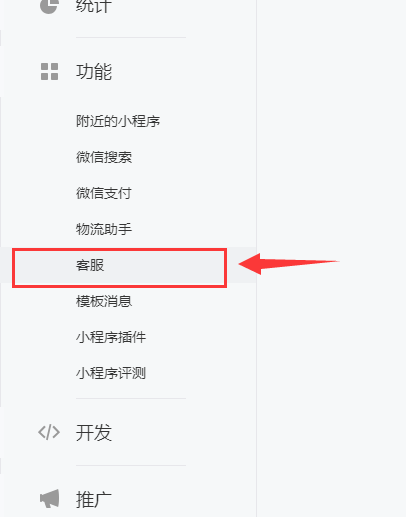 统计
功能
附近的小程序
微信搜索
微信支付
物流助手
客服
模板消息
小程序插件
小程序评测
开发
推广